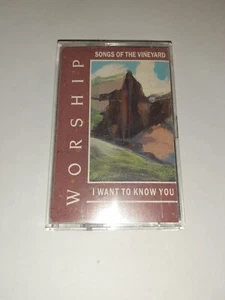 SONGS OF THE VINEYARD
WORSHIP
I WANT TO KNOW YOU